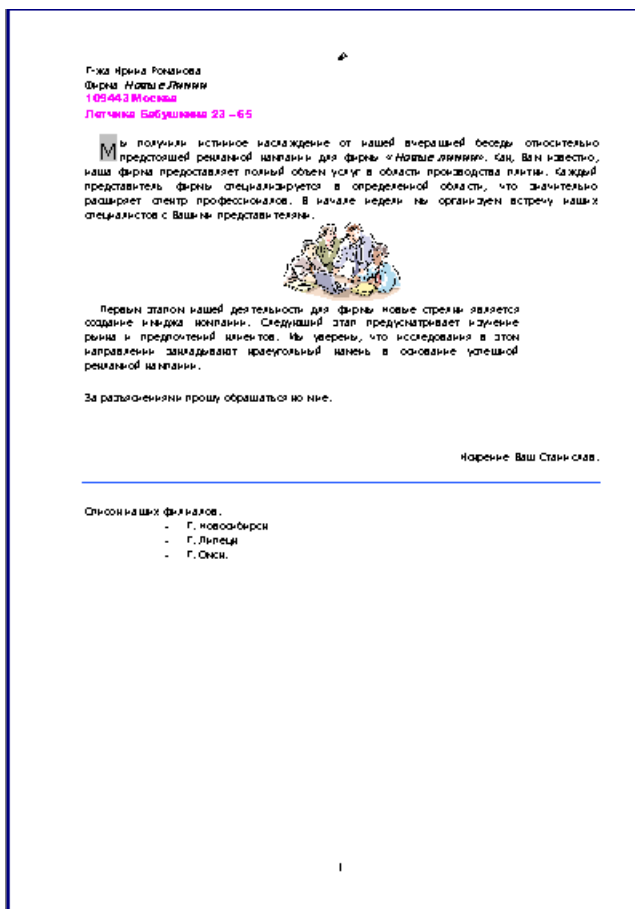 Г-жа Ирина Романова
Фирма Новые Линии
109443 Москва
Летчика Бабушкина 23 – 65
Мы получили истинное наслаждение от нашей вчерашней беседы относительно
предстоящей рекламной кампании для фирмы «Новые линии». Как, Вам известно,
наша фирма предоставляет полный объем услуг в области производства плитки. Каждый
представитель фирмы специализируется в определенной области, что значительно
расширяет спектр профессионалов. В начале недели мы организуем встречу наших
специалистов с Вашими представителями.
Первым этапом нашей деятельности для фирмы Новые стрелки является
создание имиджа компании. Следующий этап предусматривает изучение
рынка и предпочтений клиентов. Мы уверены, что исследования в этом
направлении закладывают краеугольный камень в основание успешной
рекламной кампании.
За разъяснениями прошу обращаться ко мне.
Искренне Ваш Станислав.
Список наших филиалов.
- Г. Новосибирск
- Г. Липецк
- Г. Омск.
1